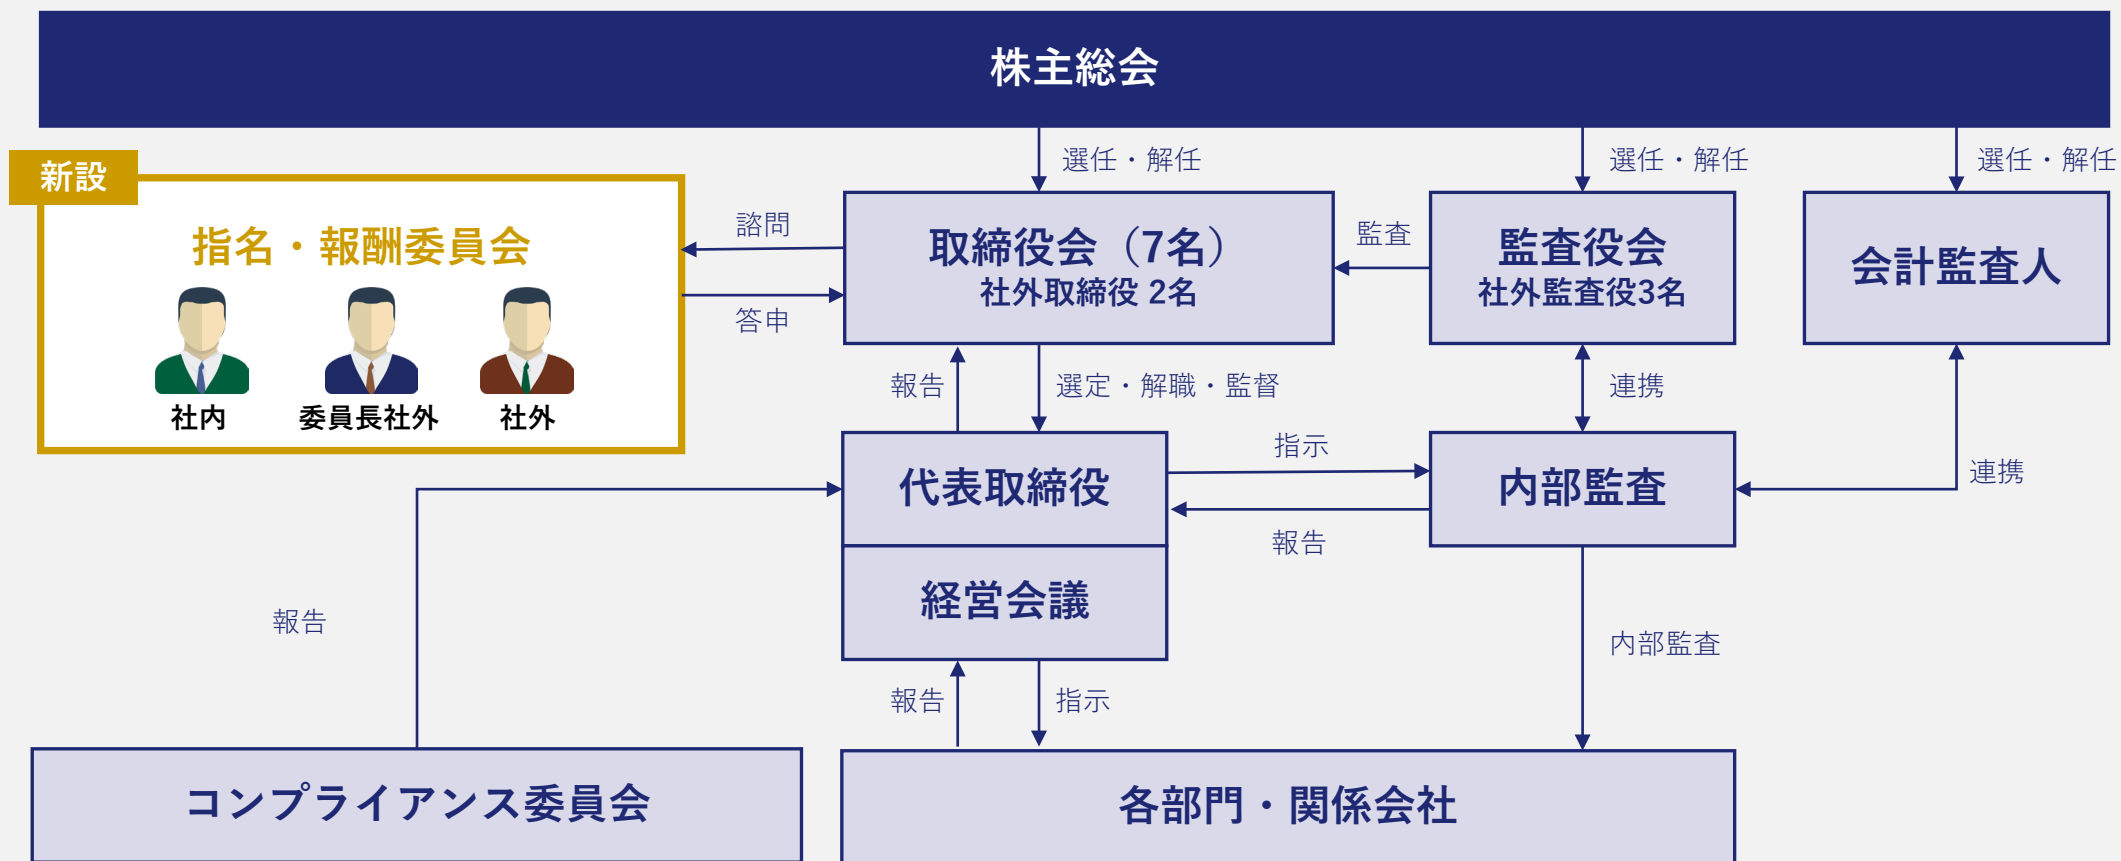 株主総会
選任・解任
選任・解任
選任・解任
新設
指名・報酬委員会
社内
委員長社外
社外
諮問
答申
取締役会（7名）
社外取締役 2名
監査
監査役会
社外監査役3名
会計監査人
報告
選定・解職・監督
連携
連携
代表取締役
経営会議
指示
報告
内部監査
報告
報告
指示
内部監査
コンプライアンス委員会
各部門・関係会社